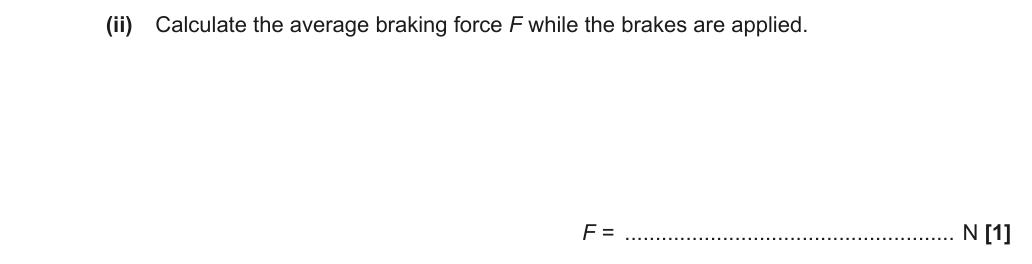 (ii) Calculate the average braking force F while the brakes are applied.
F = ..................................................... N [1]